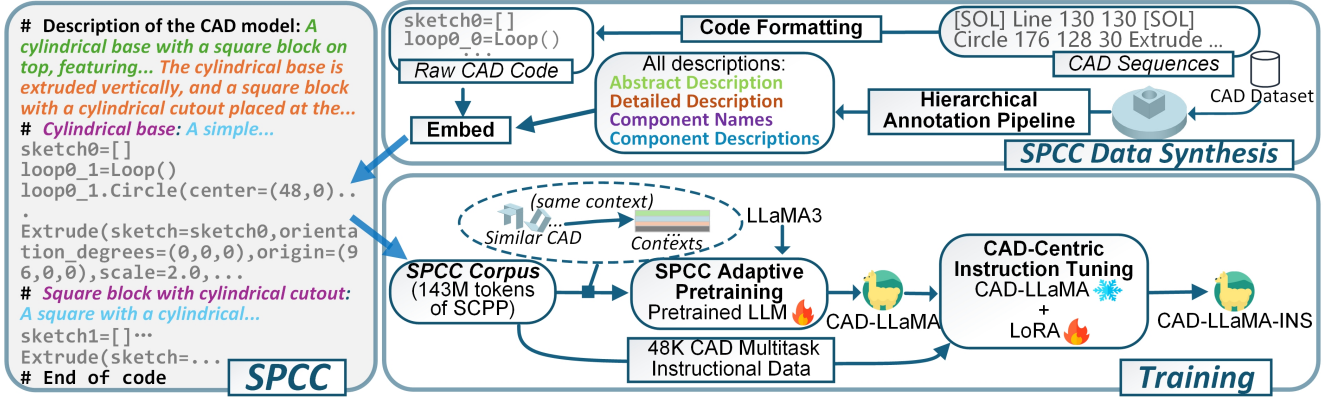 # Description of the CAD model: A
cylindrical base with a square block on
top, featuring... The cylindrical base is
extruded vertically, and a square block
with a cylindrical cutout placed at the...
# Cylindrical base: A simple...
sketch0=[]
loop0_1=Loop()
loop0_1.Circle(center=(48,0)..
.
Extrude(sketch=sketch0,orienta
tion_degrees=(0,0,0),origin=(9
6,0,0),scale=2.0,...
# Square block with cylindrical cutout:
A square with a cylindrical...
sketch1=[]...
Extrude(sketch=...
# End of code
SPCC
sketch0=[]
loop0_0=Loop()
...
Raw CAD Code
Code Formatting
[SOL] Line 130 130 [SOL]
Circle 176 128 30 Extrude ...
CAD Sequences
CAD Dataset
Hierarchical
Annotation Pipeline
All descriptions:
Abstract Description
Detailed Description
Component Names
Component Descriptions
Embed
SPCC Data Synthesis
(same context)
...
Similar CAD
...
Contexts
LLaMA3
SPCC Corpus
(143M tokens
of SCPP)
SPCC Adaptive
Pretraining
Pretrained LLM
CAD-LLaMA
CAD-Centric
Instruction Tuning
CAD-LLaMA
+
LoRA
CAD-LLaMA-INS
48K CAD Multitask
Instructional Data
Training